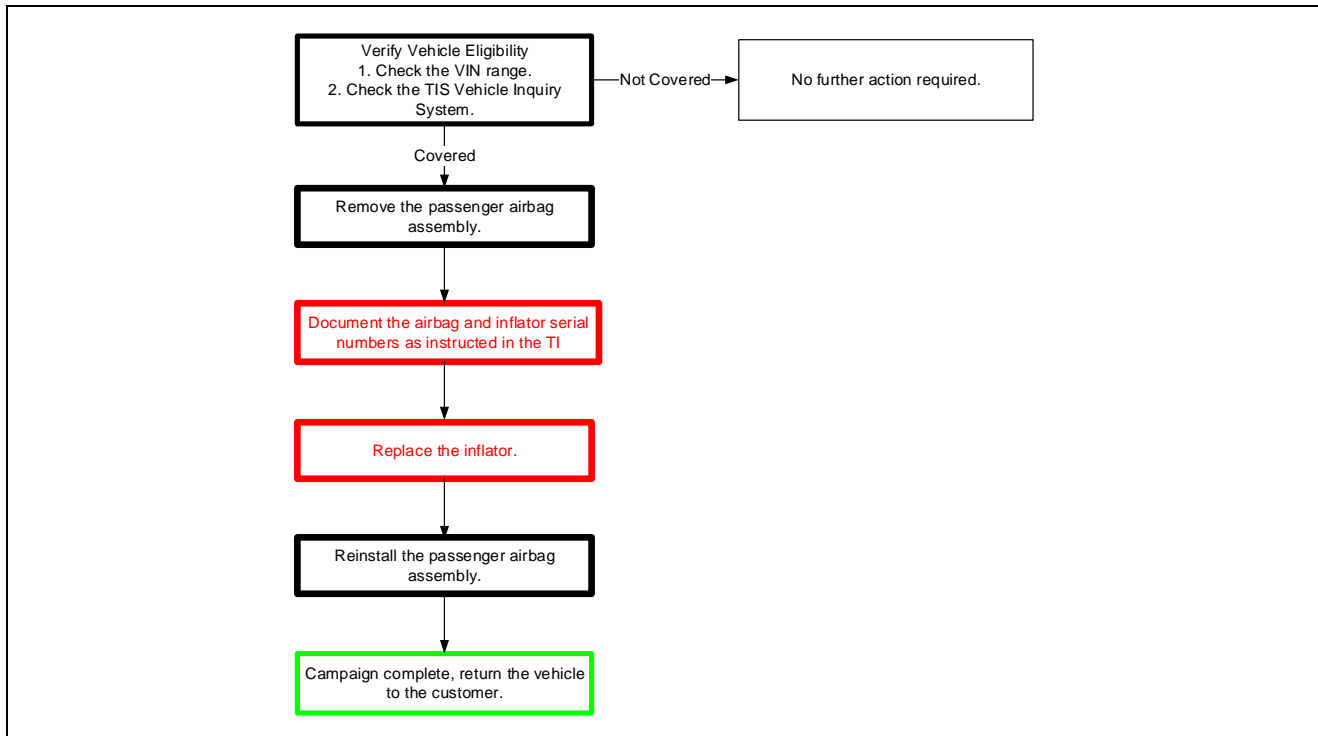 Verify Vehicle Eligibility
1. Check the VIN range.
2. Check the TIS Vehicle Inquiry
System.
Not Covered
No further action required.
Covered
Remove the passenger airbag
assembly.
Document the airbag and inflator serial
numbers as instructed in the TI
Replace the inflator.
Reinstall the passenger airbag
assembly.
Campaign complete, return the vehicle
to the customer.